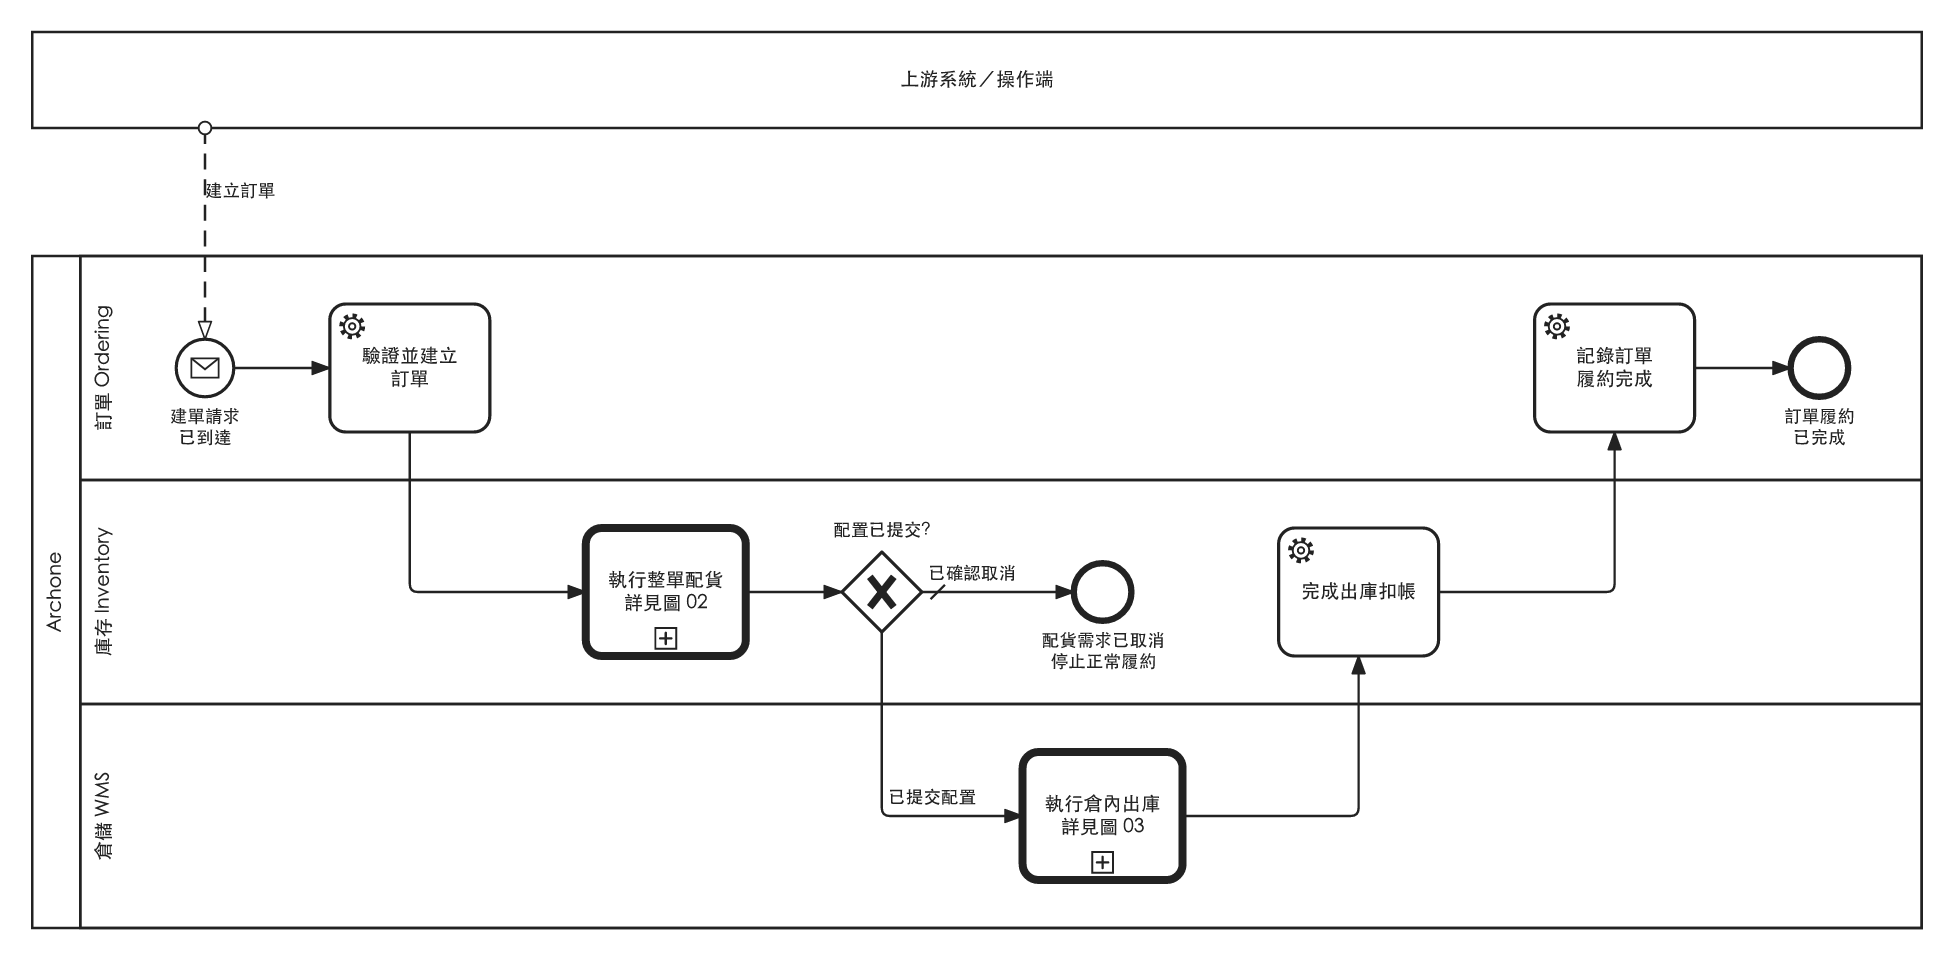 上游系統／操作端
建立訂單
Archone
訂單 Ordering
建單請求
已到達
驗證並建立
訂單
記錄訂單
履約完成
訂單履約
已完成
庫存 Inventory
執行整單配貨
詳見圖 02
配置已提交?
已確認取消
配貨需求已取消
停止正常履約
完成出庫扣帳
倉儲 WMS
已提交配置
執行倉內出庫
詳見圖 03